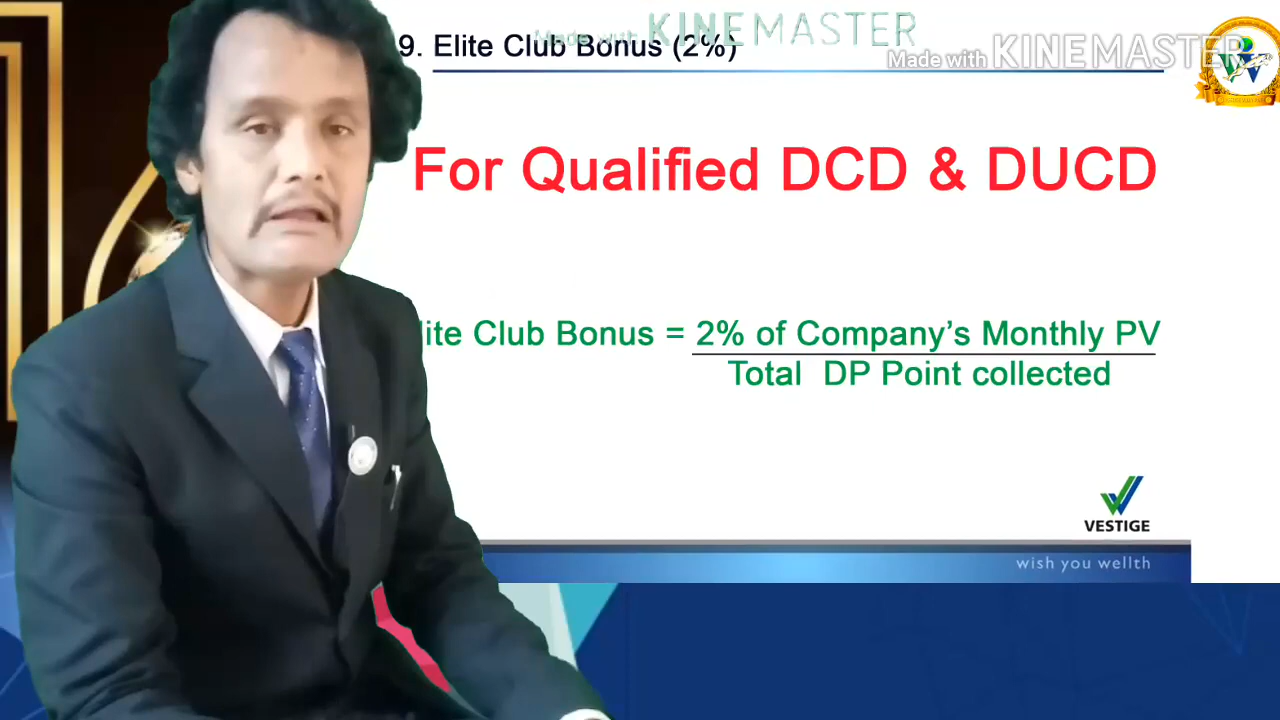 Made with KINEMASTER
9. Elite Club Bonus (2%)
Made with KINEMASTER
For Qualified DCD & DUCD
lite Club Bonus = 2% of Company’s Monthly PV
Total DP Point collected
VESTIGE
wish you wellth